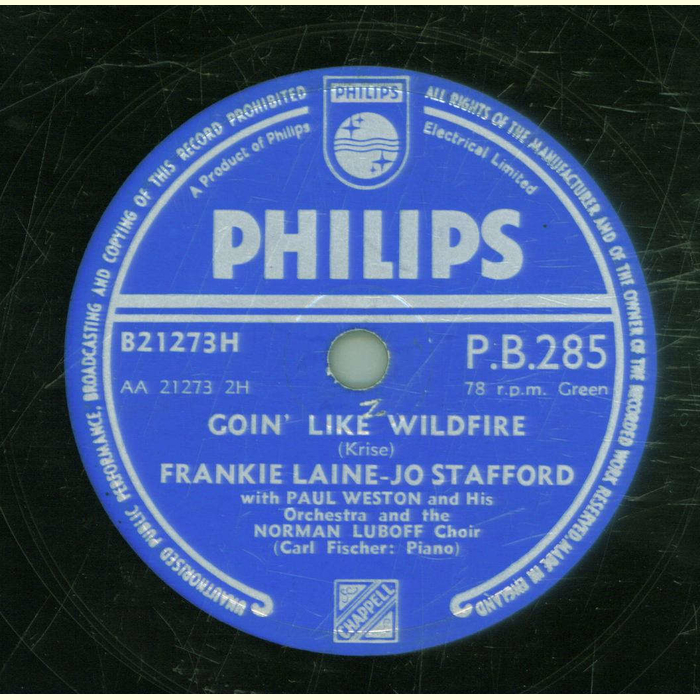 PHILIPS
UNAUTHORISED PUBLIC PERFORMANCE, BROADCASTING AND COPYING OF THIS RECORD PROHIBITED
ALL RIGHTS OF THE MANUFACTURER AND OF THE OWNER OF THE RECORDED WORK RESERVED. MADE IN ENGLAND
A Product of Philips Electrical Limited
PHILIPS
B21273H
P.B.285
AA 21273 2H
78 r.p.m. Green
GOIN' LIKE WILDFIRE
(Krise)
FRANKIE LAINE-JO STAFFORD
with PAUL WESTON and His
Orchestra and the
NORMAN LUBOFF Choir
(Carl Fischer: Piano)
CHAPPELL